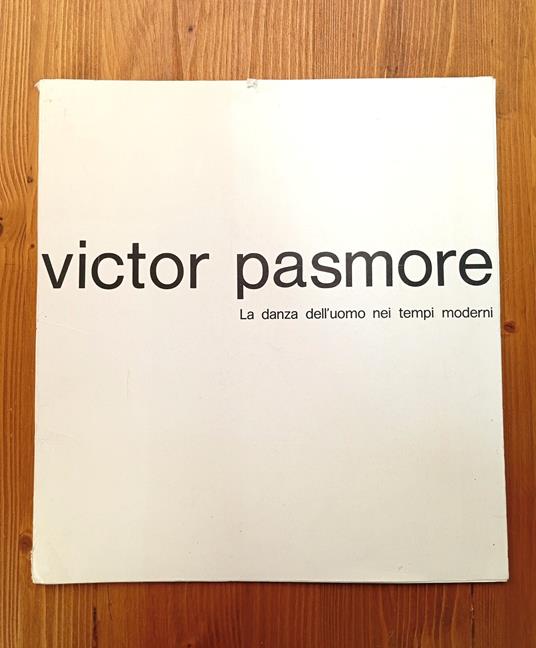 victor pasmore
La danza dell'uomo nei tempi moderni